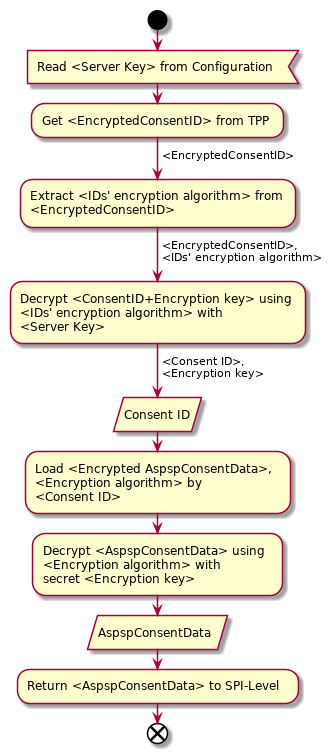 Read <Server Key> from Configuration
Get <EncryptedConsentID> from TPP
<EncryptedConsentID>
Extract <IDs' encryption algorithm> from
<EncryptedConsentID>
<EncryptedConsentID>,
<IDs' encryption algorithm>
Decrypt <ConsentID+Encryption key> using
<IDs' encryption algorithm> with
<Server Key>
<Consent ID>,
<Encryption key>
Consent ID
Load <Encrypted AspspConsentData>,
<Encryption algorithm> by
<Consent ID>
Decrypt <AspspConsentData> using
<Encryption algorithm> with
secret <Encryption key>
AspspConsentData
Return <AspspConsentData> to SPI-Level